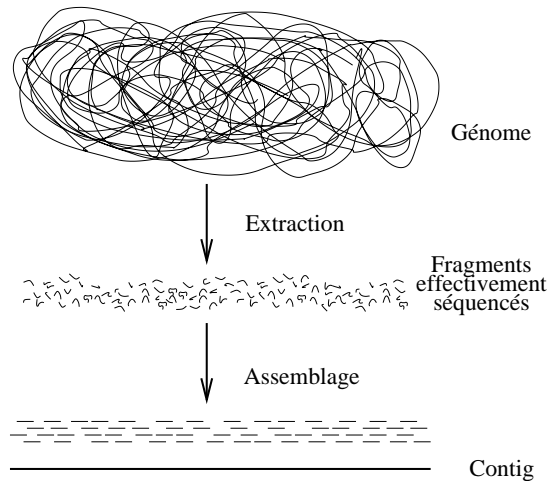 Génome
Extraction
Fragments
effectivement
séquencés
Assemblage
Contig